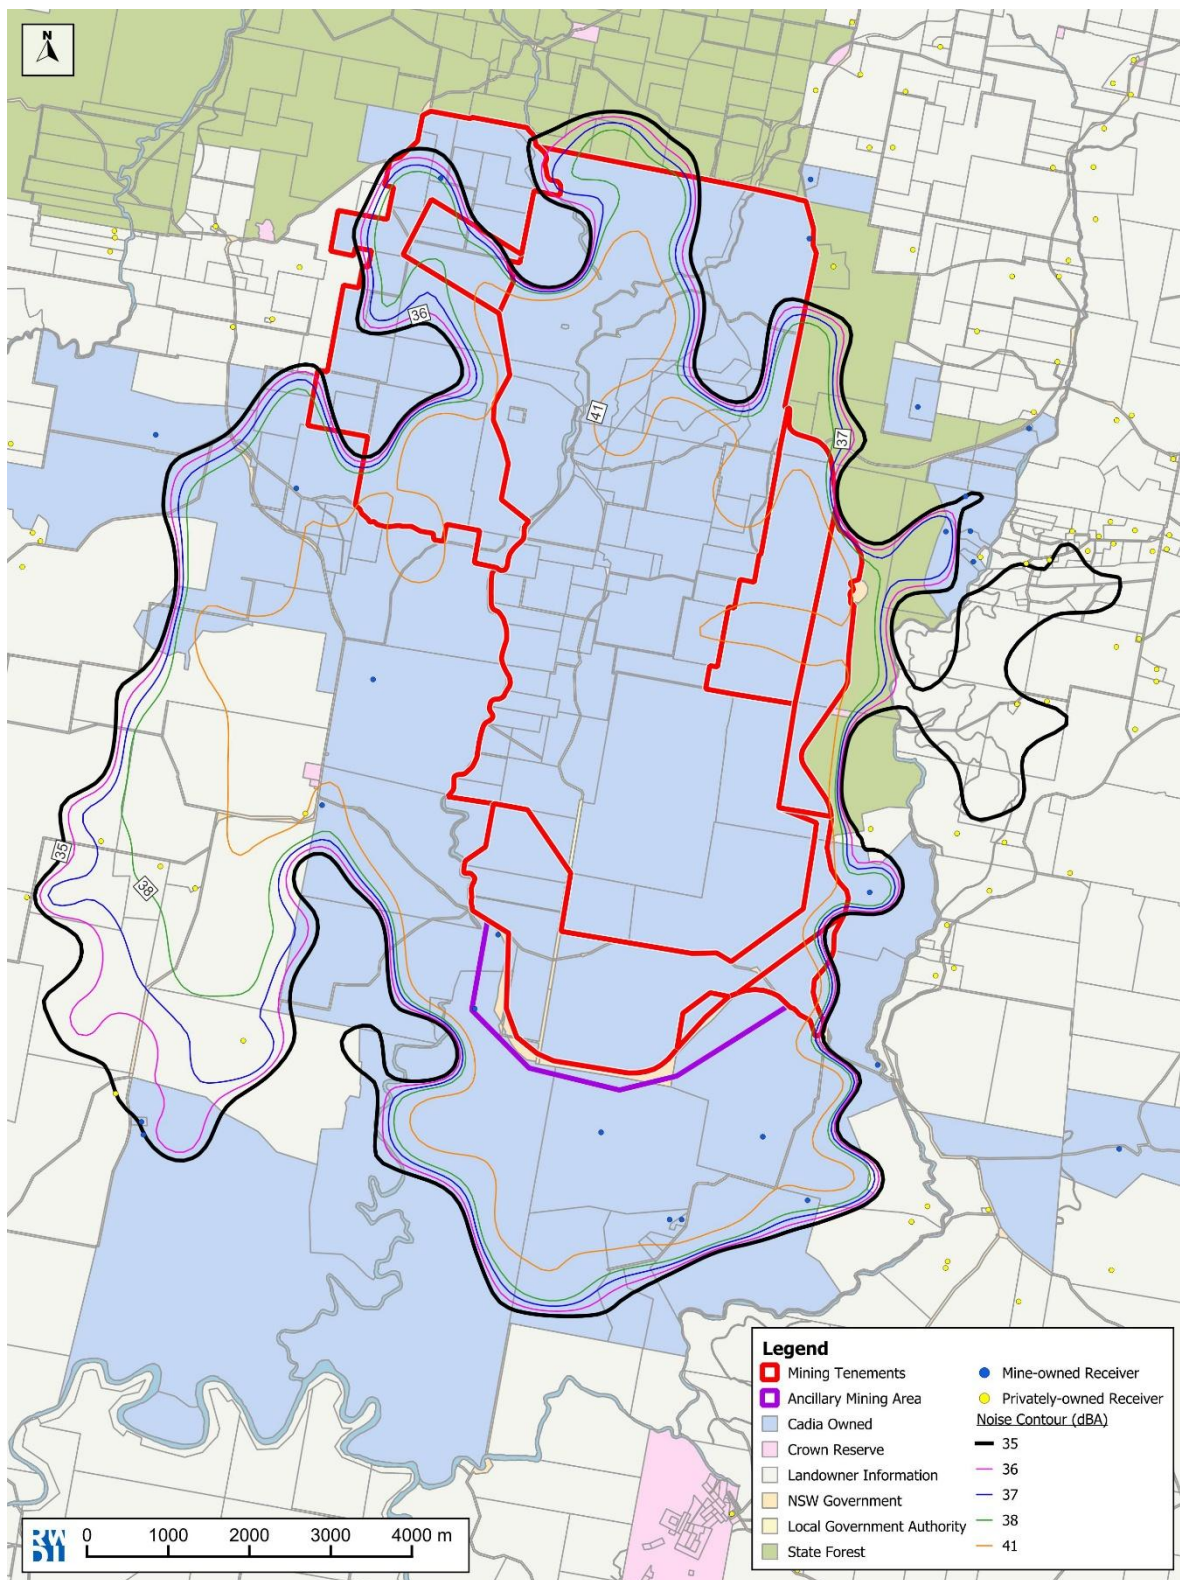 N
36
41
37
35
38
Legend
Mining Tenements
Ancillary Mining Area
Cadia Owned
Crown Reserve
Landowner Information
NSW Government
Local Government Authority
State Forest
Mine-owned Receiver
Privately-owned Receiver
Noise Contour (dBA)
35
36
37
38
41
RWDI
0 1000 2000 3000 4000 m